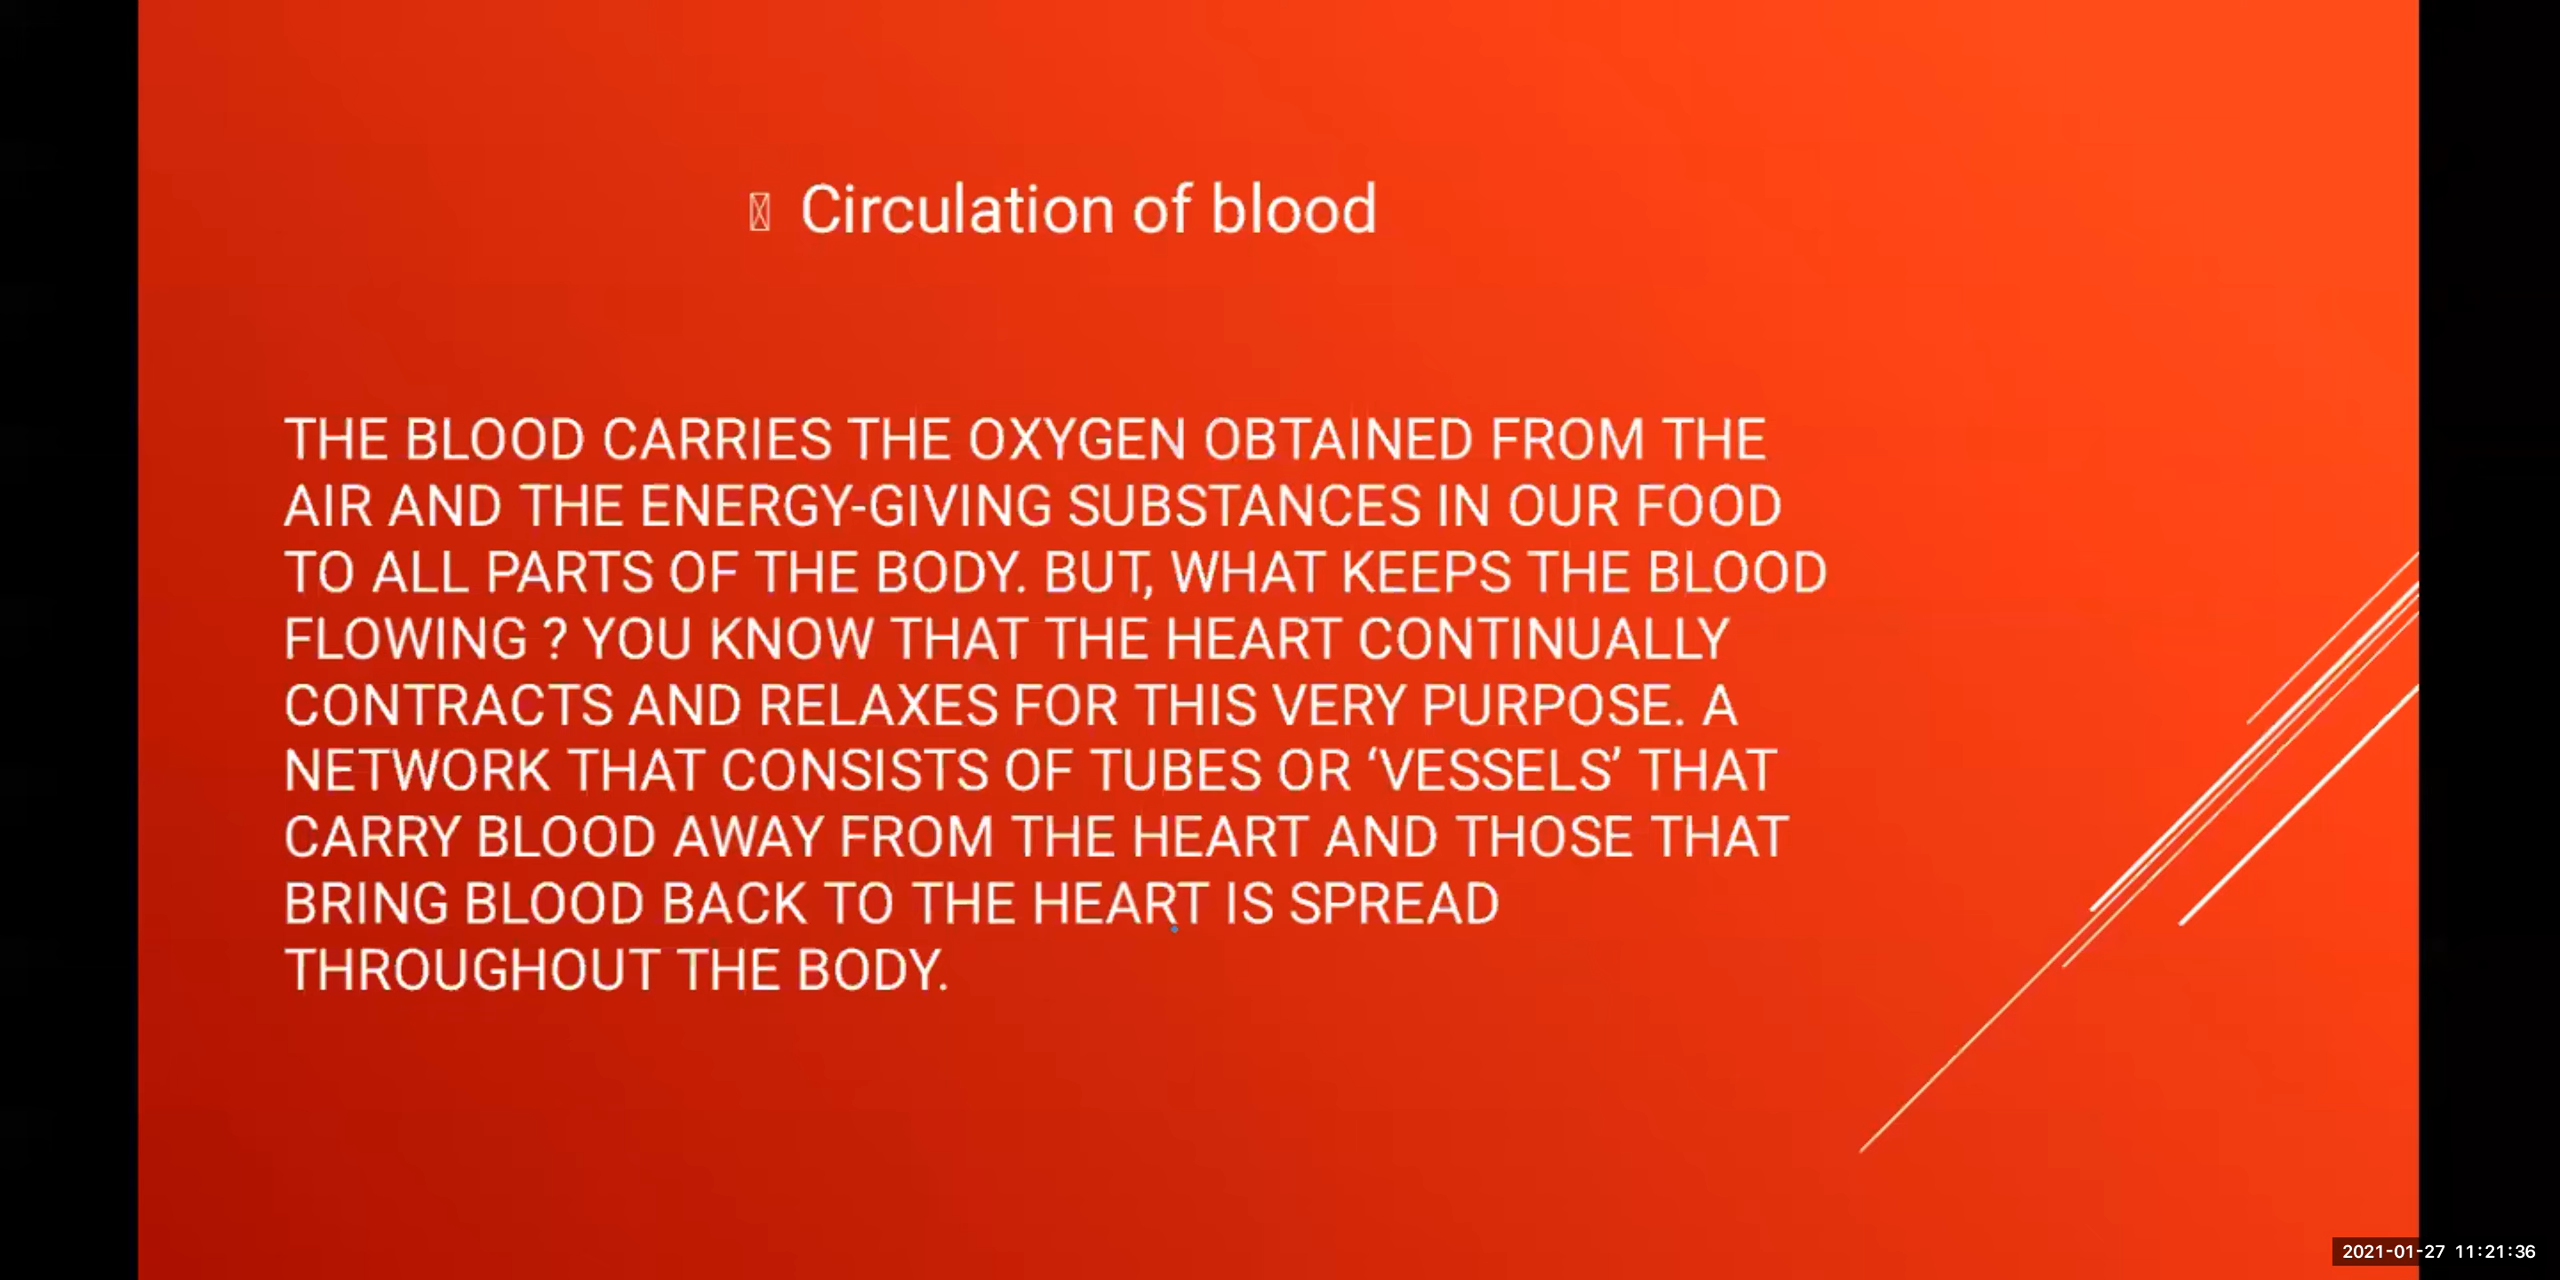 Circulation of blood
THE BLOOD CARRIES THE OXYGEN OBTAINED FROM THE
AIR AND THE ENERGY-GIVING SUBSTANCES IN OUR FOOD
TO ALL PARTS OF THE BODY. BUT, WHAT KEEPS THE BLOOD
FLOWING ? YOU KNOW THAT THE HEART CONTINUALLY
CONTRACTS AND RELAXES FOR THIS VERY PURPOSE. A
NETWORK THAT CONSISTS OF TUBES OR ‘VESSELS’ THAT
CARRY BLOOD AWAY FROM THE HEART AND THOSE THAT
BRING BLOOD BACK TO THE HEART IS SPREAD
THROUGHOUT THE BODY.
2021-01-27 11:21:36